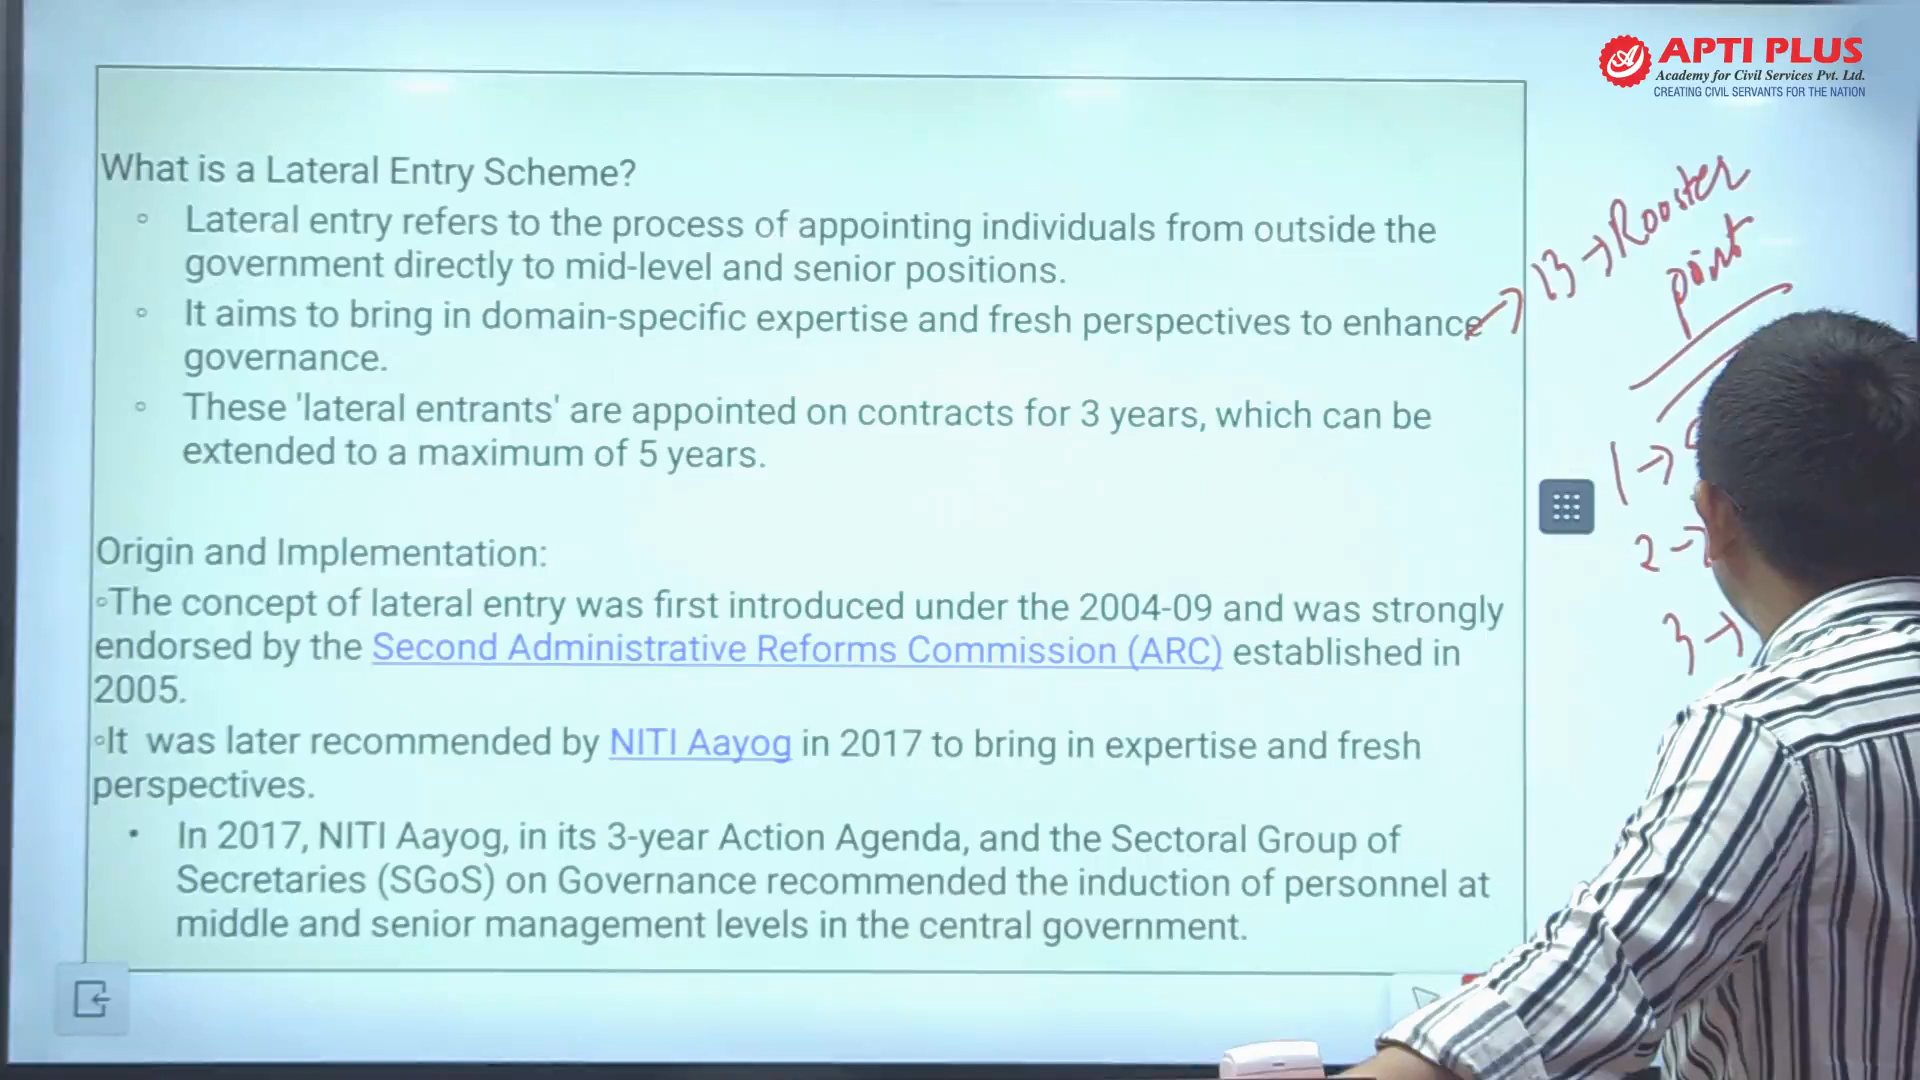 APTI PLUS
Academy for Civil Services Pvt. Ltd.
CREATING CIVIL SERVANTS FOR THE NATION
What is a Lateral Entry Scheme?
◦ Lateral entry refers to the process of appointing individuals from outside the
government directly to mid-level and senior positions.
◦ It aims to bring in domain-specific expertise and fresh perspectives to enhance
governance.
◦ These 'lateral entrants' are appointed on contracts for 3 years, which can be
extended to a maximum of 5 years.
Origin and Implementation:
◦The concept of lateral entry was first introduced under the 2004-09 and was strongly
endorsed by the Second Administrative Reforms Commission (ARC) established in
2005.
◦It was later recommended by NITI Aayog in 2017 to bring in expertise and fresh
perspectives.
• In 2017, NITI Aayog, in its 3-year Action Agenda, and the Sectoral Group of
Secretaries (SGoS) on Governance recommended the induction of personnel at
middle and senior management levels in the central government.
→ 13 → Rooster
point
1 →
2 →
3 →